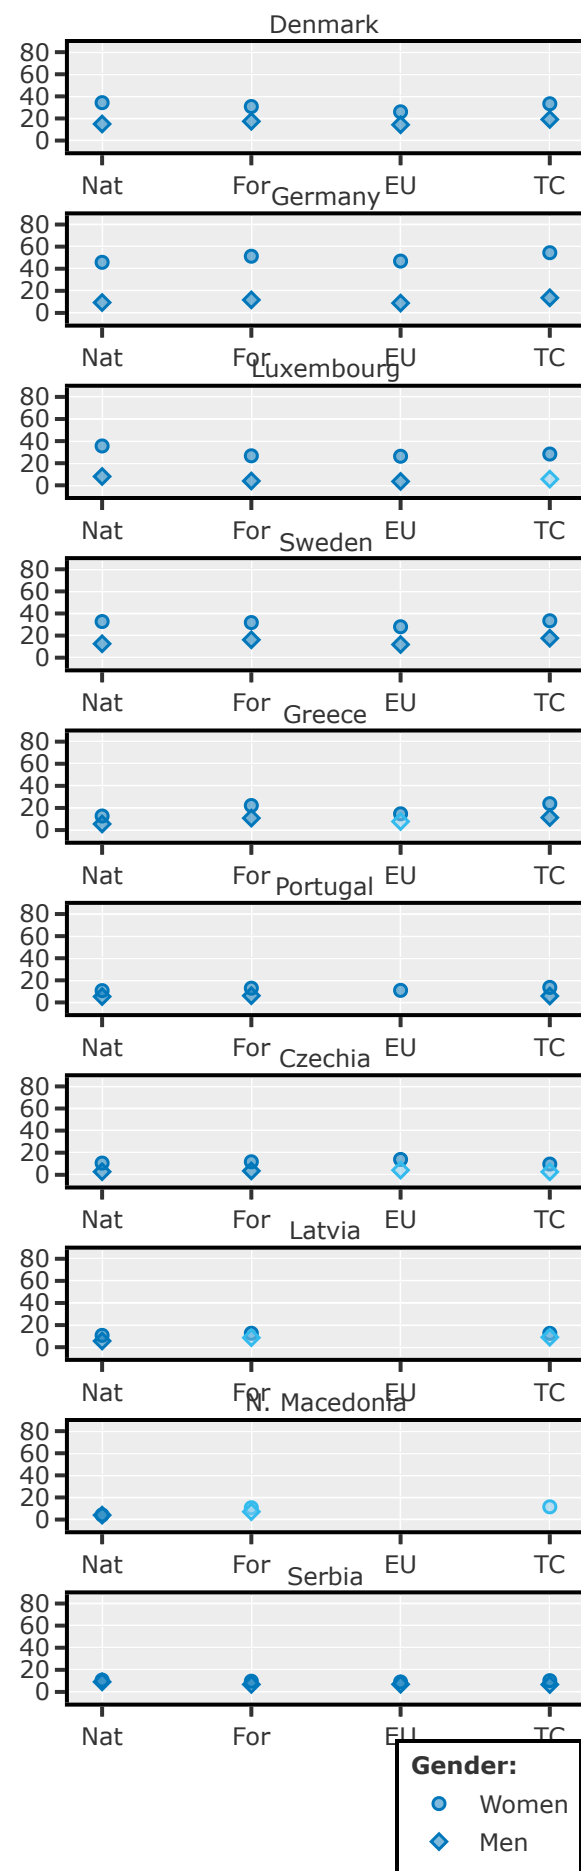 Denmark
80
60
40
20
0
Nat For EU TC
Germany
80
60
40
20
0
Nat For EU TC
Luxembourg
80
60
40
20
0
Nat For EU TC
Sweden
80
60
40
20
0
Nat For EU TC
Greece
80
60
40
20
0
Nat For EU TC
Portugal
80
60
40
20
0
Nat For EU TC
Czechia
80
60
40
20
0
Nat For EU TC
Latvia
80
60
40
20
0
Nat For EU TC
N. Macedonia
80
60
40
20
0
Nat For EU TC
Serbia
80
60
40
20
0
Nat For EU TC
Gender:
Women
Men